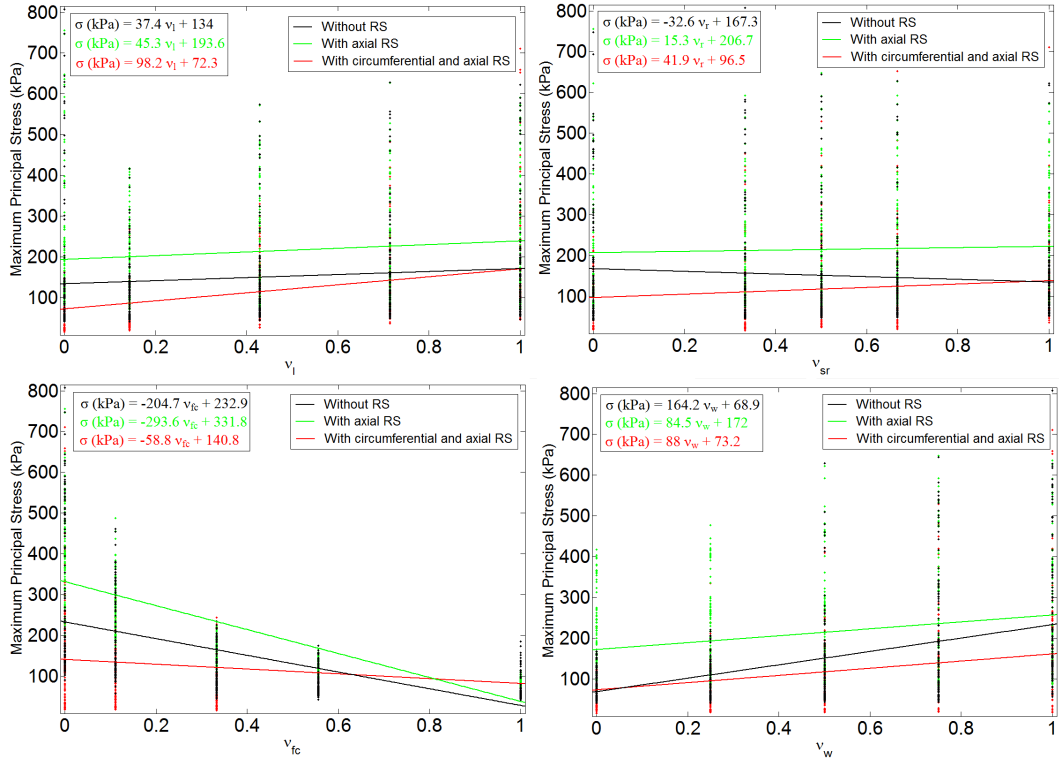 800
700
600
500
400
300
200
100
Maximum Principal Stress (kPa)
σ (kPa) = 37.4 νl + 134
σ (kPa) = 45.3 νl + 193.6
σ (kPa) = 98.2 νl + 72.3
Without RS
With axial RS
With circumferential and axial RS
0
0.2
0.4
0.6
0.8
1
νl
800
700
600
500
400
300
200
100
Maximum Principal Stress (kPa)
σ (kPa) = -32.6 νr + 167.3
σ (kPa) = 15.3 νr + 206.7
σ (kPa) = 41.9 νr + 96.5
Without RS
With axial RS
With circumferential and axial RS
0
0.2
0.4
0.6
0.8
1
νsr
800
700
600
500
400
300
200
100
Maximum Principal Stress (kPa)
σ (kPa) = -204.7 νfc + 232.9
σ (kPa) = -293.6 νfc + 331.8
σ (kPa) = -58.8 νfc + 140.8
Without RS
With axial RS
With circumferential and axial RS
0
0.2
0.4
0.6
0.8
1
νfc
800
700
600
500
400
300
200
100
Maximum Principal Stress (kPa)
σ (kPa) = 164.2 νw + 68.9
σ (kPa) = 84.5 νw + 172
σ (kPa) = 88 νw + 73.2
Without RS
With axial RS
With circumferential and axial RS
0
0.2
0.4
0.6
0.8
1
νw